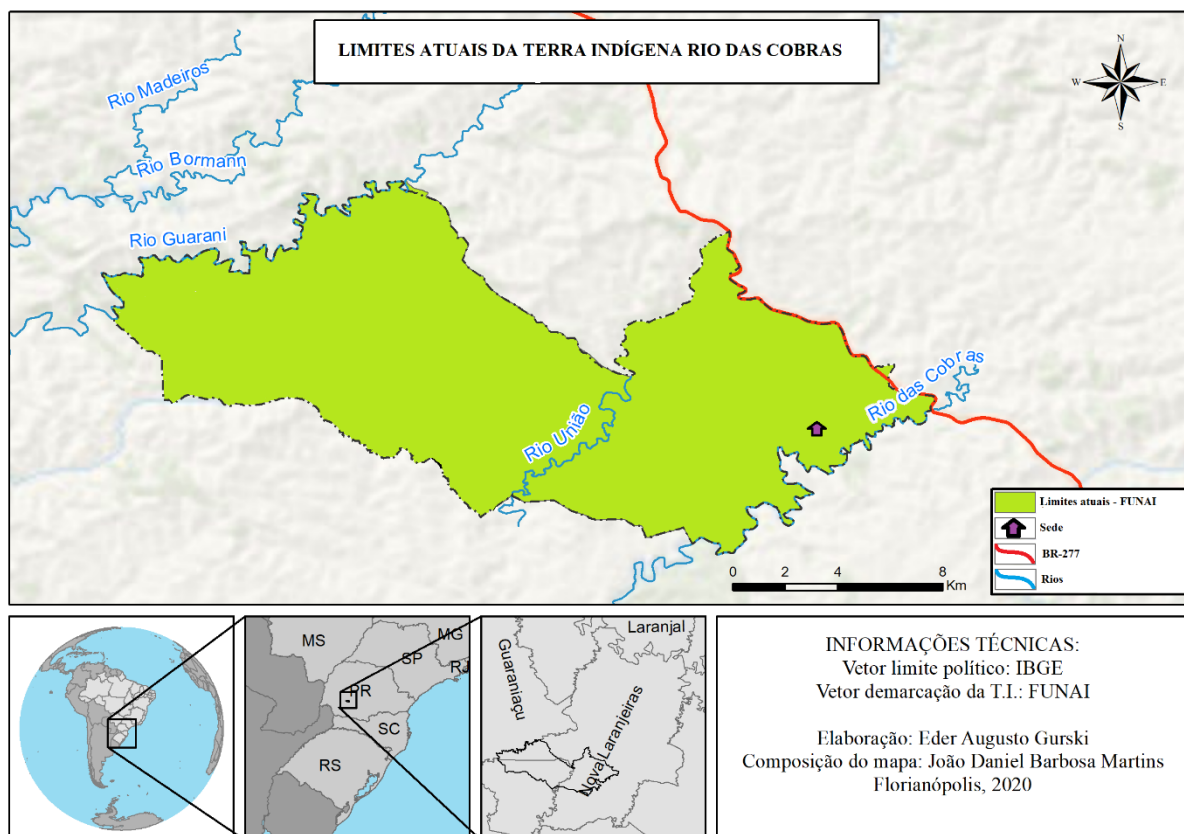 LIMITES ATUAIS DA TERRA INDÍGENA RIO DAS COBRAS
N
W
E
S
Rio Madeiros
Rio Bormann
Rio Guarani
Rio União
Rio das Cobras
Limites atuais - FUNAI
Sede
BR-277
Rios
0 2 4 8
Km
MS
MG
SP
RJ
PR
SC
RS
Laranjal
Guaraniaçu
Nova Laranjeiras
INFORMAÇÕES TÉCNICAS:
Vetor limite político: IBGE
Vetor demarcação da T.I.: FUNAI
Elaboração: Eder Augusto Gurski
Composição do mapa: João Daniel Barbosa Martins
Florianópolis, 2020